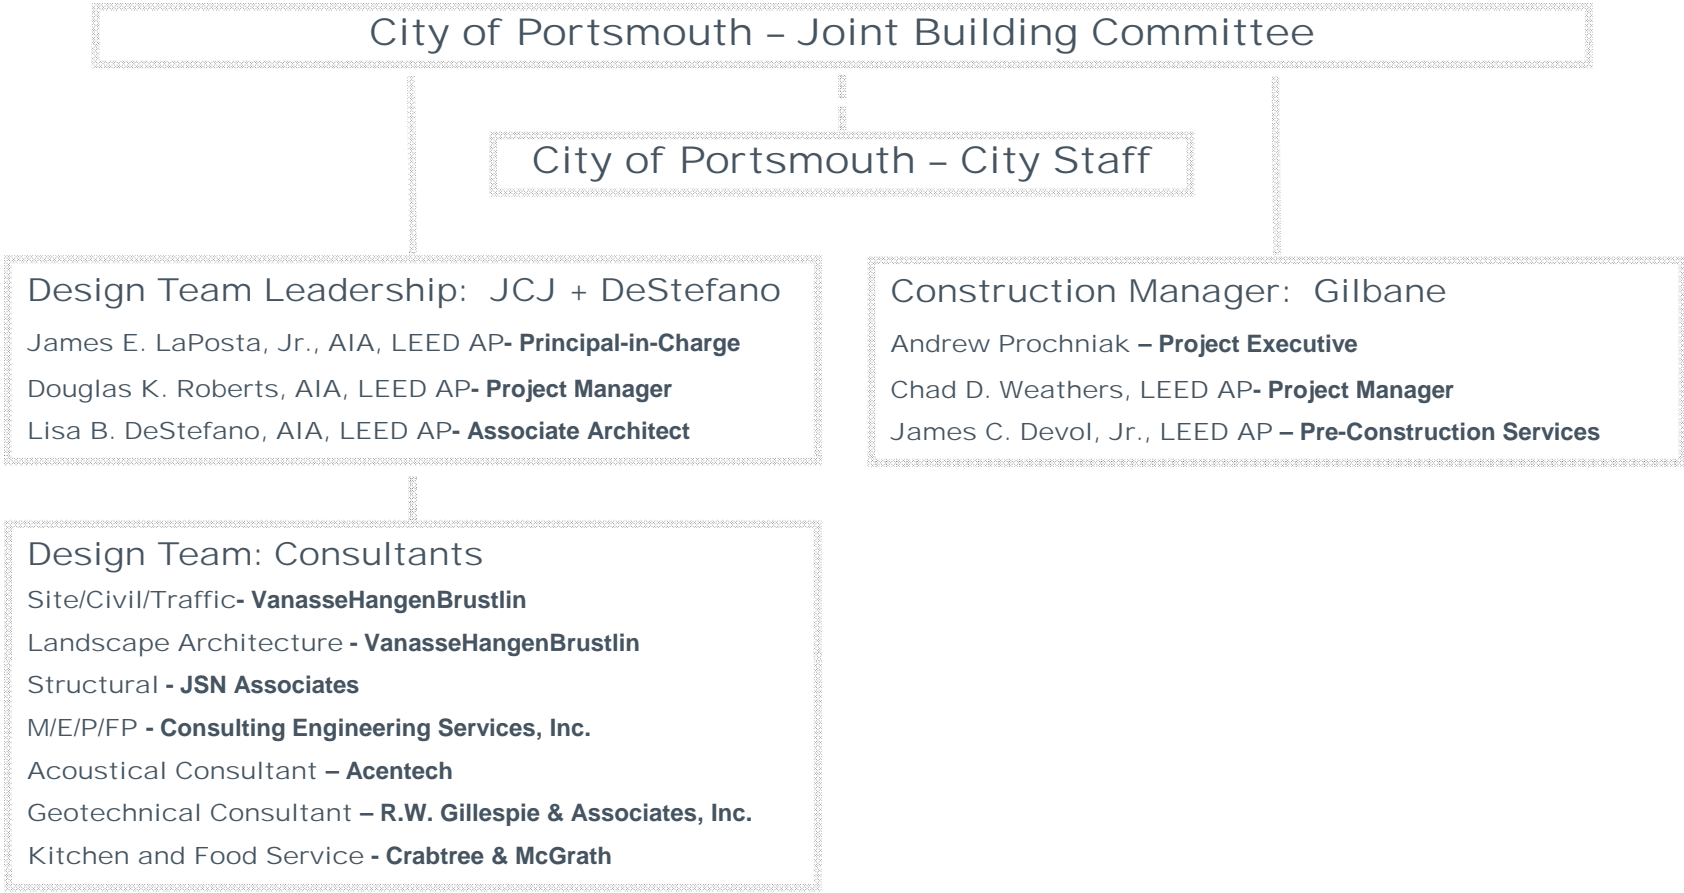 City of Portsmouth – Joint Building Committee
City of Portsmouth – City Staff
Design Team Leadership: JCJ + DeStefano
James E. LaPosta, Jr., AIA, LEED AP- Principal-in-Charge
Douglas K. Roberts, AIA, LEED AP- Project Manager
Lisa B. DeStefano, AIA, LEED AP- Associate Architect
Construction Manager: Gilbane
Andrew Prochniak – Project Executive
Chad D. Weathers, LEED AP- Project Manager
James C. Devol, Jr., LEED AP – Pre-Construction Services
Design Team: Consultants
Site/Civil/Traffic- VanasseHangenBrustlin
Landscape Architecture - VanasseHangenBrustlin
Structural - JSN Associates
M/E/P/FP - Consulting Engineering Services, Inc.
Acoustical Consultant – Acentech
Geotechnical Consultant – R.W. Gillespie & Associates, Inc.
Kitchen and Food Service - Crabtree & McGrath